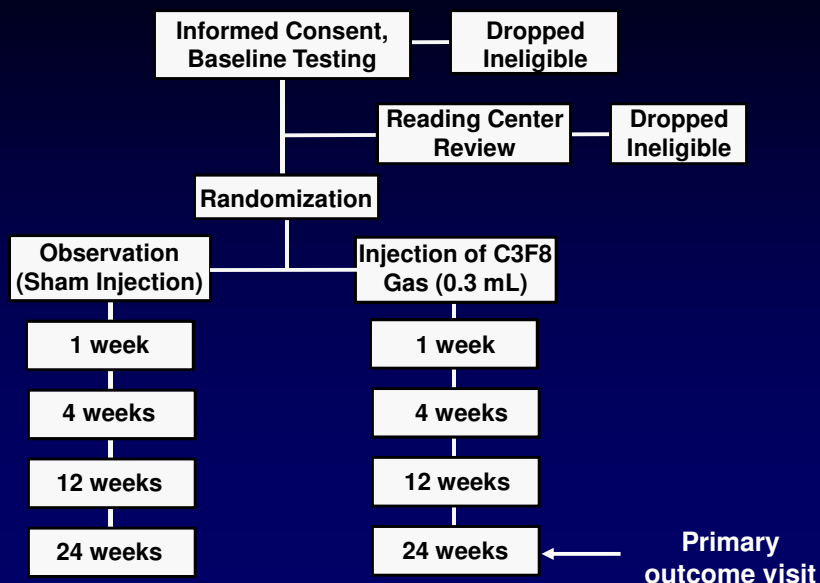 Informed Consent,
Baseline Testing
Dropped
Ineligible
Reading Center
Review
Dropped
Ineligible
Randomization
Observation
(Sham Injection)
Injection of C3F8
Gas (0.3 mL)
1 week
1 week
4 weeks
4 weeks
12 weeks
12 weeks
24 weeks
24 weeks
Primary
outcome visit